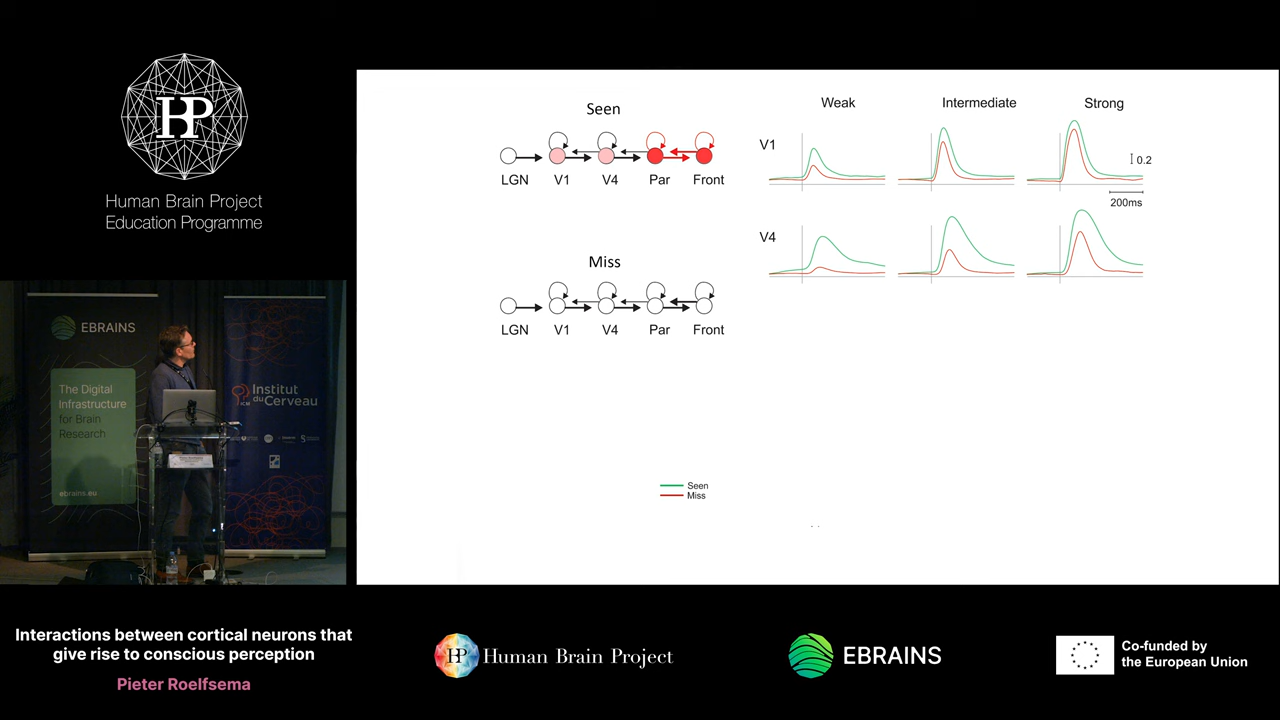 HP
Human Brain Project
Education Programme
EBRAINS
The Digital
Infrastructure
for Brain
Research
ebrains.eu
Institut
du Cerveau
ICM
Seen
LGN V1 V4 Par Front
Miss
LGN V1 V4 Par Front
Weak Intermediate Strong
V1
0.2
200ms
V4
Seen
Miss
Interactions between cortical neurons that
give rise to conscious perception
Pieter Roelfsema
HP Human Brain Project
EBRAINS
Co-funded by
the European Union